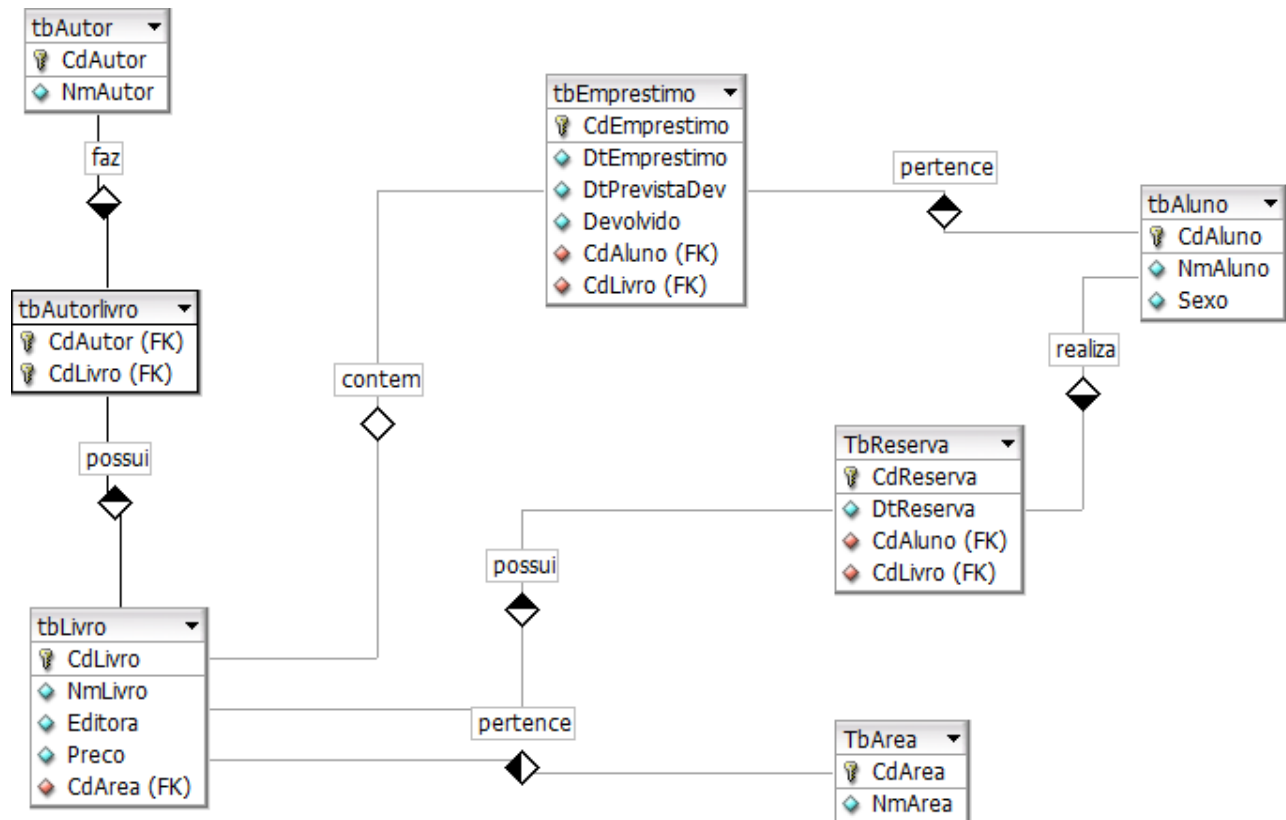 tbAutor
CdAutor
NmAutor
faz
tbAutorlivro
CdAutor (FK)
CdLivro (FK)
possui
tbLivro
CdLivro
NmLivro
Editora
Preco
CdArea (FK)
contem
tbEmprestimo
CdEmprestimo
DtEmprestimo
DtPrevistaDev
Devolvido
CdAluno (FK)
CdLivro (FK)
pertence
tbAluno
CdAluno
NmAluno
Sexo
realiza
TbReserva
CdReserva
DtReserva
CdAluno (FK)
CdLivro (FK)
possui
pertence
TbArea
CdArea
NmArea